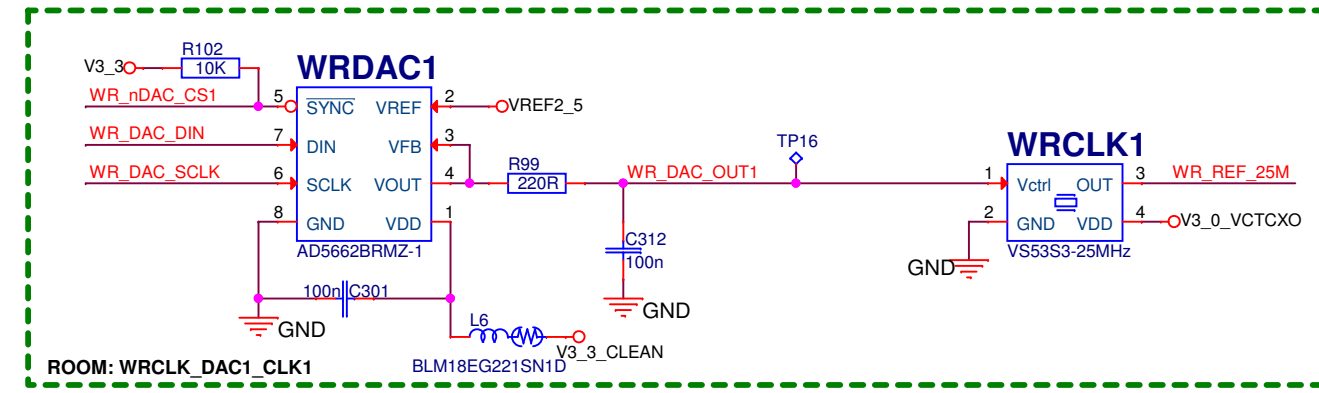 R102
V3_3 10K
WRDAC1
WR_nDAC_CS1 5 SYNC VREF 2 VREF2_5
WR_DAC_DIN 7 DIN VFB 3
WR_DAC_SCLK 6 SCLK VOUT 4
R99
220R
WR_DAC_OUT1
TP16
WRCLK1
1 Vctrl OUT 3 WR_REF_25M
2 GND VDD 4 V3_0_VCTCXO
VS53S3-25MHz
GND
8 GND VDD 1
AD5662BRMZ-1
C312
100n
GND
100n C301
GND
L6
V3_3_CLEAN
BLM18EG221SN1D
ROOM: WRCLK_DAC1_CLK1